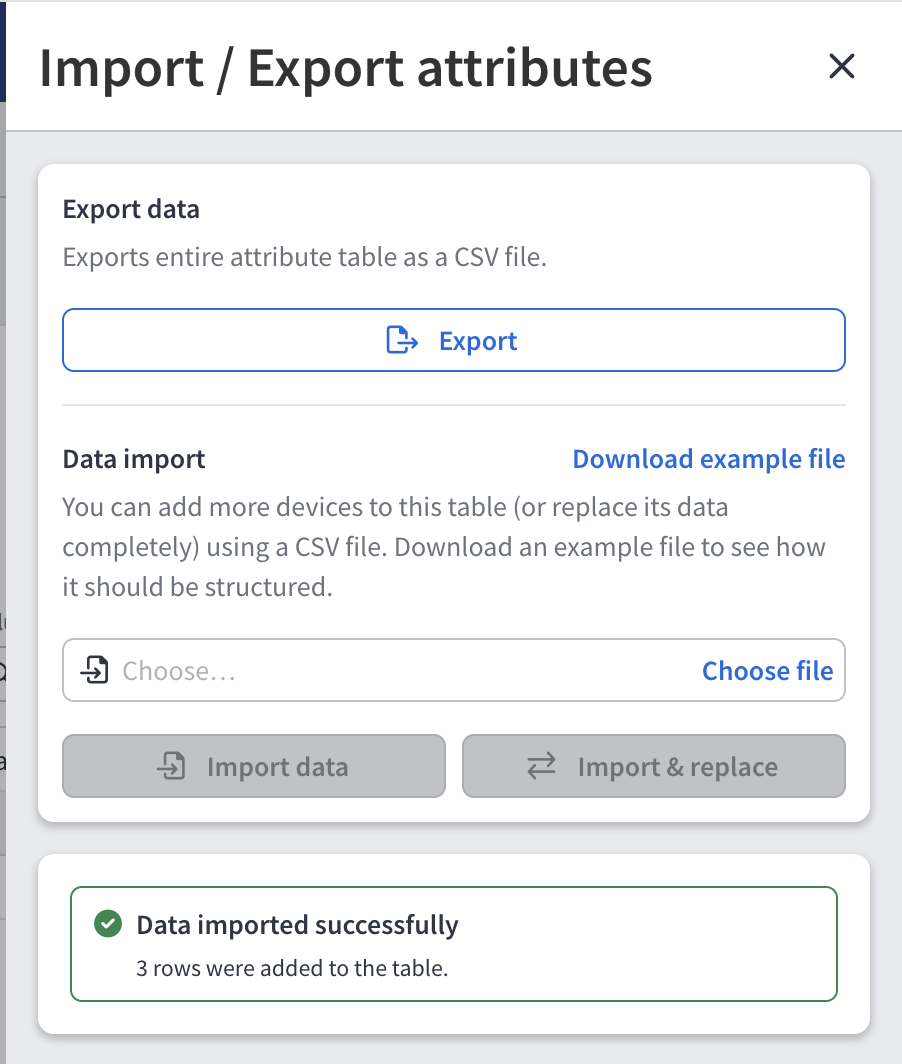 Import / Export attributes
Export data
Exports entire attribute table as a CSV file.
Export
Data import
Download example file
You can add more devices to this table (or replace its data
completely) using a CSV file. Download an example file to see how
it should be structured.
Choose...
Choose file
Import data
Import & replace
Data imported successfully
3 rows were added to the table.